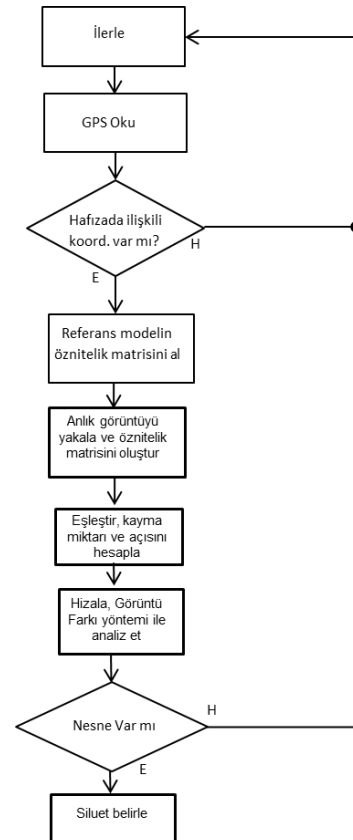 İlerle
GPS Oku
Hafızada ilişkili
koord. var mı?
H
E
Referans modelin
öznitelik matrisini al
Anlık görüntüyü
yakala ve öznitelik
matrisini oluştur
Eşleştir, kayma
miktarı ve açısını
hesapla
Hizala, Görüntü
Farkı yöntemi ile
analiz et
H
Nesne Var mı
E
Siluet belirle